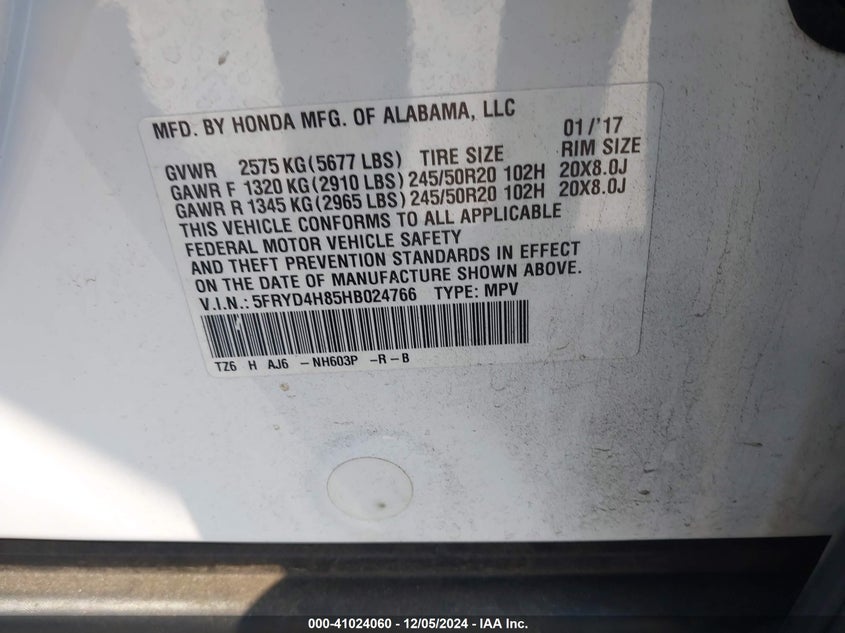 MFD. BY HONDA MFG. OF ALABAMA, LLC 01/'17
GVWR 2575 KG(5677 LBS) TIRE SIZE RIM SIZE
GAWR F 1320 KG(2910 LBS) 245/50R20 102H 20X8.0J
GAWR R 1345 KG(2965 LBS) 245/50R20 102H 20X8.0J
THIS VEHICLE CONFORMS TO ALL APPLICABLE
FEDERAL MOTOR VEHICLE SAFETY
AND THEFT PREVENTION STANDARDS IN EFFECT
ON THE DATE OF MANUFACTURE SHOWN ABOVE.
V.I.N.: 5FRYD4H85HB024766 TYPE: MPV
TZ6 H AJ6 -NH603P -R-B
000-41024060 - 12/05/2024 - IAA Inc.